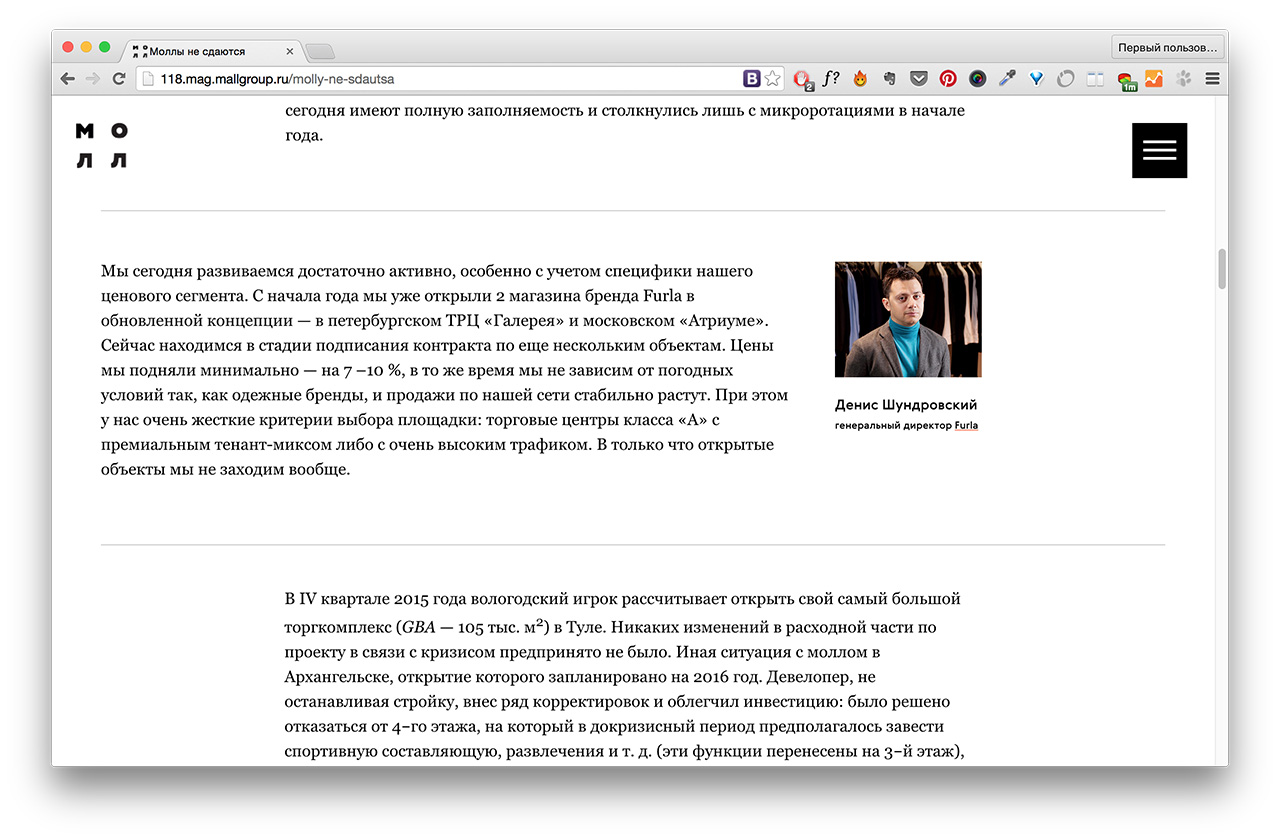 Моллы не сдаются
Первый пользов...
118.mag.mallgroup.ru/molly-ne-sdautsa
B
2
f?
1m
М О
Л Л
сегодня имеют полную заполняемость и столкнулись лишь с микроротациями в начале
года.
Мы сегодня развиваемся достаточно активно, особенно с учетом специфики нашего
ценового сегмента. С начала года мы уже открыли 2 магазина бренда Furla в
обновленной концепции — в петербургском ТРЦ «Галерея» и московском «Атриуме».
Сейчас находимся в стадии подписания контракта по еще нескольким объектам. Цены
мы подняли минимально — на 7 –10 %, в то же время мы не зависим от погодных
условий так, как одежные бренды, и продажи по нашей сети стабильно растут. При этом
у нас очень жесткие критерии выбора площадки: торговые центры класса «А» с
премиальным тенант-миксом либо с очень высоким трафиком. В только что открытые
объекты мы не заходим вообще.
Денис Шундровский
генеральный директор Furla
В IV квартале 2015 года вологодский игрок рассчитывает открыть свой самый большой
торгкомплекс (GBA — 105 тыс. м²) в Туле. Никаких изменений в расходной части по
проекту в связи с кризисом предпринято не было. Иная ситуация с моллом в
Архангельске, открытие которого запланировано на 2016 год. Девелопер, не
останавливая стройку, внес ряд корректировок и облегчил инвестицию: было решено
отказаться от 4–го этажа, на который в докризисный период предполагалось завести
спортивную составляющую, развлечения и т. д. (эти функции перенесены на 3–й этаж),